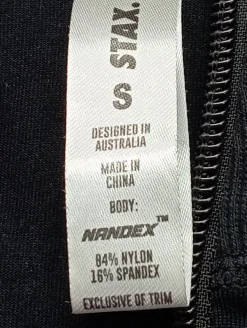 STAX.
S
DESIGNED IN
AUSTRALIA
MADE IN
CHINA
BODY:
NANDEX™
84% NYLON
16% SPANDEX
EXCLUSIVE OF TRIM